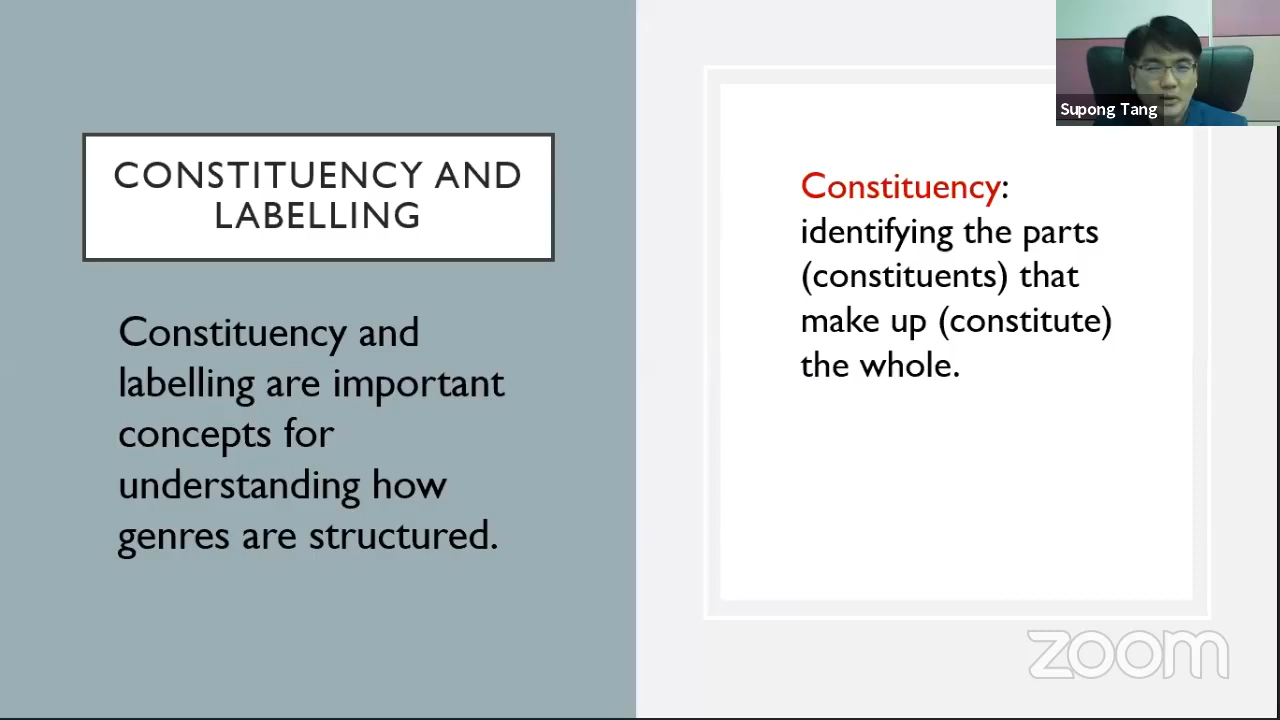 CONSTITUENCY AND
LABELLING
Constituency and
labelling are important
concepts for
understanding how
genres are structured.
Supong Tang
Constituency:
identifying the parts
(constituents) that
make up (constitute)
the whole.
zoom